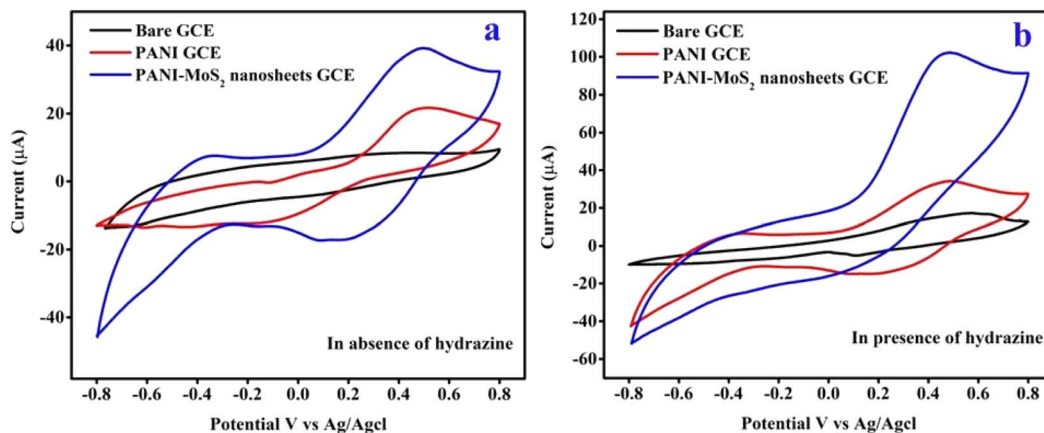 a
Bare GCE
PANI GCE
PANI-MoS₂ nanosheets GCE
40
20
0
-20
-40
Current (µA)
In absence of hydrazine
-0.8 -0.6 -0.4 -0.2 0.0 0.2 0.4 0.6 0.8
Potential V vs Ag/Agcl
b
Bare GCE
PANI GCE
PANI-MoS₂ nanosheets GCE
120
100
80
60
40
20
0
-20
-40
-60
Current (µA)
In presence of hydrazine
-0.8 -0.6 -0.4 -0.2 0.0 0.2 0.4 0.6 0.8
Potential V vs Ag/Agcl